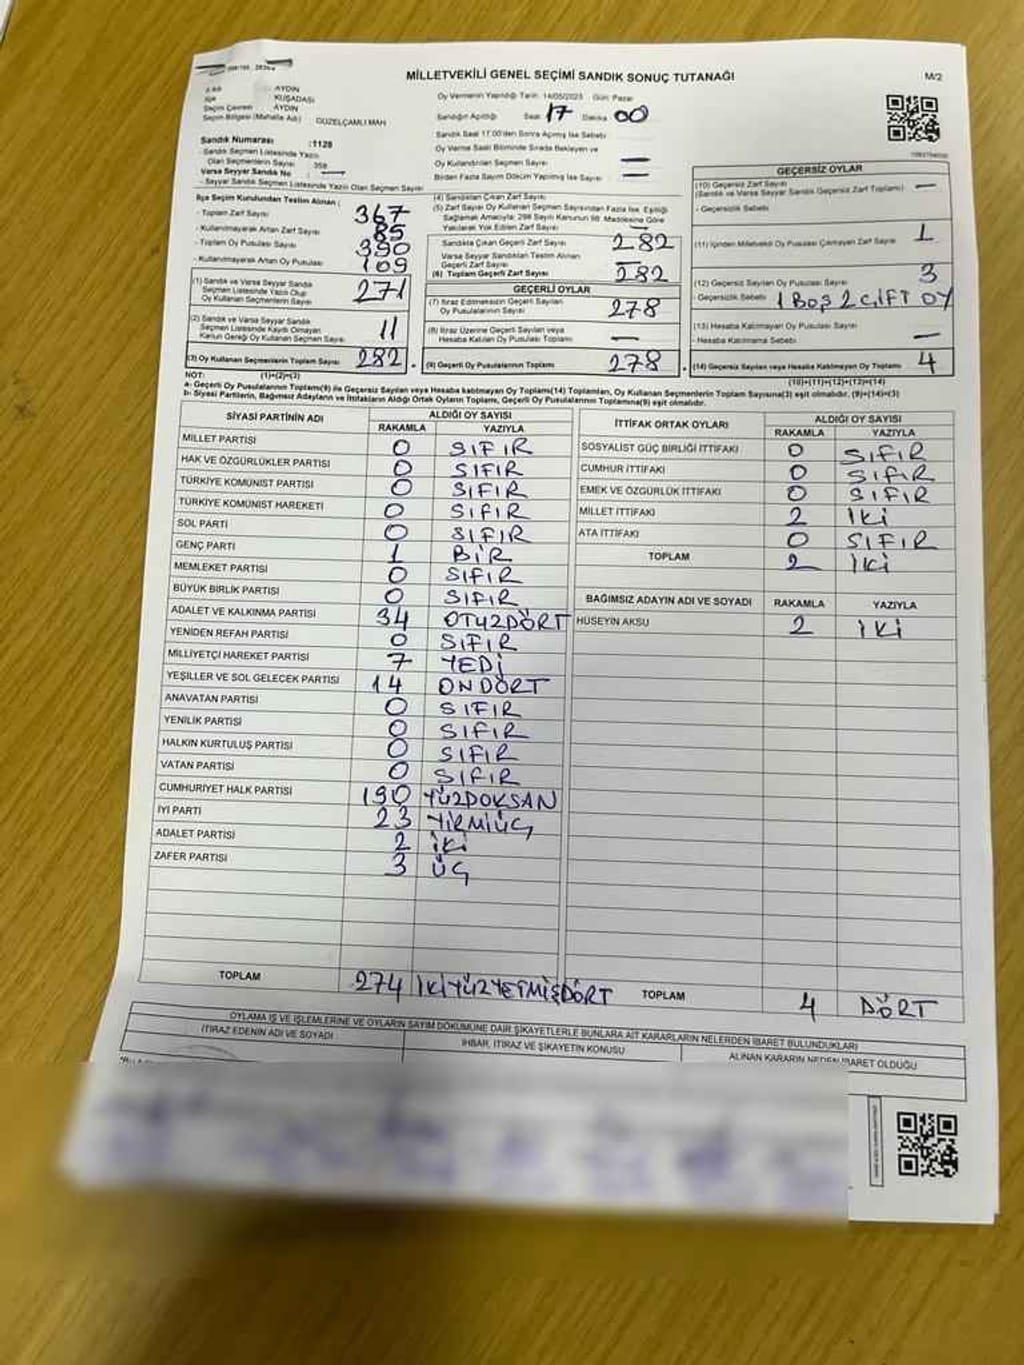 MİLLETVEKİLİ GENEL SEÇİMİ SANDIK SONUÇ TUTANAĞI
M/2
AYDIN
İlçe KUŞADASI
Seçim Çevresi AYDIN
Seçim Bölgesi (Mahalle Adı) : GÜZELÇAMLI MAH
Sandık Numarası :1128
- Sandık Seçmen Listesinde Yazılı
Olan Seçmenlerin Sayısı : 358
Varsa Seyyar Sandık No : —
- Seyyar Sandık Seçmen Listesinde Yazılı Olan Seçmen Sayısı
Oy Vermenin Yapıldığı Tarih: 14/05/2023 Gün: Pazar
Sandığın Açıldığı Saat: 17 Dakika 00
Sandık Saat 17:00'den Sonra Açılmış İse Sebebi
Oy Verme Saati Bitiminde Sırada Bekleyen ve
Oy Kullandırılan Seçmen Sayısı —
Birden Fazla Sayım Döküm Yapılmış İse Sayısı —
İlçe Seçim Kurulundan Teslim Alınan :
- Toplam Zarf Sayısı 367
- Kullanılmayarak Artan Zarf Sayısı 85
- Toplam Oy Pusulası Sayısı 390
- Kullanılmayarak Artan Oy Pusulası 109
(1) Sandık ve Varsa Seyyar Sandık
Seçmen Listesinde Yazılı Olup
Oy Kullanan Seçmenlerin Sayısı 271
(2) Sandık ve Varsa Seyyar Sandık
Seçmen Listesinde Kayıtlı Olmayan
Kanun Gereği Oy Kullanan Seçmen Sayısı 11
(3) Oy Kullanan Seçmenlerin Toplam Sayısı 282
(4) Sandıktan Çıkan Zarf Sayısı
(5) Zarf Sayısı Oy Kullanan Seçmen Sayısından Fazla İse, Eşitliği
Sağlamak Amacıyla; 298 Sayılı Kanunun 98. Maddesine Göre
Yakılarak Yok Edilen Zarf Sayısı —
Sandıkta Çıkan Geçerli Zarf Sayısı 282
Varsa Seyyar Sandıktan Teslim Alınan
Geçerli Zarf Sayısı —
(6) Toplam Geçerli Zarf Sayısı 282
GEÇERLİ OYLAR
(7) İtiraz Edilmeksizin Geçerli Sayılan
Oy Pusulalarının Sayısı 278
(8) İtiraz Üzerine Geçerli Sayılan veya
Hesaba Katılan Oy Pusulası Sayısı —
(9) Geçerli Oy Pusulalarının Toplamı 278
GEÇERSİZ OYLAR
(10) Geçersiz Zarf Sayısı
(Sandık ve Varsa Seyyar Sandık Geçersiz Zarf Toplamı) —
- Geçersizlik Sebebi
(11) İçinden Milletvekili Oy Pusulası Çıkmayan Zarf Sayısı 1
(12) Geçersiz Sayılan Oy Pusulası Sayısı 3
- Geçersizlik Sebebi 1 BOŞ 2 ÇİFT OY
(13) Hesaba Katılmayan Oy Pusulası Sayısı —
- Hesaba Katılmama Sebebi
(14) Geçersiz Sayılan veya Hesaba Katılmayan Oy Toplamı 4
NOT: (1)+(2)=(3)
(10)+(11)+(12)+(13)=(14)
a- Geçerli Oy Pusulalarının Toplamı(9) ile Geçersiz Sayılan veya Hesaba katılmayan Oy Toplamı(14) Toplamları, Oy Kullanan Seçmenlerin Toplam Sayısına(3) eşit olmalıdır. (9)+(14)=(3)
b- Siyasi Partilerin, Bağımsız Adayların ve İttifakların Aldığı Ortak Oyların Toplamı, Geçerli Oy Pusulalarının Toplamına(9) eşit olmalıdır.
SİYASİ PARTİNİN ADI ALDIĞI OY SAYISI
RAKAMLA YAZIYLA
MİLLET PARTİSİ 0 SIFIR
HAK VE ÖZGÜRLÜKLER PARTİSİ 0 SIFIR
TÜRKİYE KOMÜNİST PARTİSİ 0 SIFIR
TÜRKİYE KOMÜNİST HAREKETİ 0 SIFIR
SOL PARTİ 0 SIFIR
GENÇ PARTİ 1 BİR
MEMLEKET PARTİSİ 0 SIFIR
BÜYÜK BİRLİK PARTİSİ 0 SIFIR
ADALET VE KALKINMA PARTİSİ 34 OTUZDÖRT
YENİDEN REFAH PARTİSİ 0 SIFIR
MİLLİYETÇİ HAREKET PARTİSİ 7 YEDİ
YEŞİLLER VE SOL GELECEK PARTİSİ 14 ONDÖRT
ANAVATAN PARTİSİ 0 SIFIR
YENİLİK PARTİSİ 0 SIFIR
HALKIN KURTULUŞ PARTİSİ 0 SIFIR
VATAN PARTİSİ 0 SIFIR
CUMHURİYET HALK PARTİSİ 190 YÜZDOKSAN
İYİ PARTİ 23 YİRMİÜÇ
ADALET PARTİSİ 2 İKİ
ZAFER PARTİSİ 3 ÜÇ
TOPLAM 274 İKİYÜZYETMİŞDÖRT
İTTİFAK ORTAK OYLARI ALDIĞI OY SAYISI
RAKAMLA YAZIYLA
SOSYALİST GÜÇ BİRLİĞİ İTTİFAKI 0 SIFIR
CUMHUR İTTİFAKI 0 SIFIR
EMEK VE ÖZGÜRLÜK İTTİFAKI 0 SIFIR
MİLLET İTTİFAKI 2 İKİ
ATA İTTİFAKI 0 SIFIR
TOPLAM 2 İKİ
BAĞIMSIZ ADAYIN ADI VE SOYADI RAKAMLA YAZIYLA
HÜSEYİN AKSU 2 İKİ
TOPLAM 4 DÖRT
OYLAMA İŞ VE İŞLEMLERİNE VE OYLARIN SAYIM DÖKÜMÜNE DAİR ŞİKAYETLERLE BUNLARA AİT KARARLARIN NELERDEN İBARET BULUNDUKLARI
İTİRAZ EDENİN ADI VE SOYADI İHBAR, İTİRAZ VE ŞİKAYETİN KONUSU ALINAN KARARIN NEDEN İBARET OLDUĞU